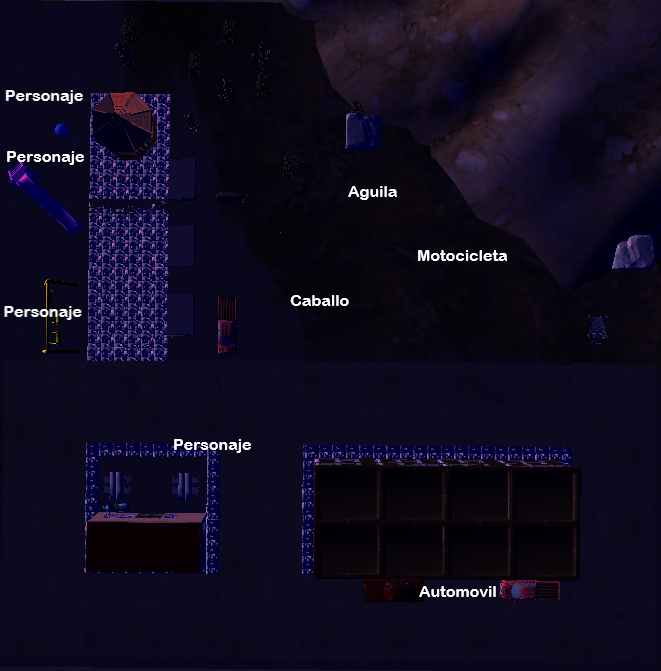 Personaje
Personaje
Aguila
Motocicleta
Caballo
Personaje
Personaje
Automovil